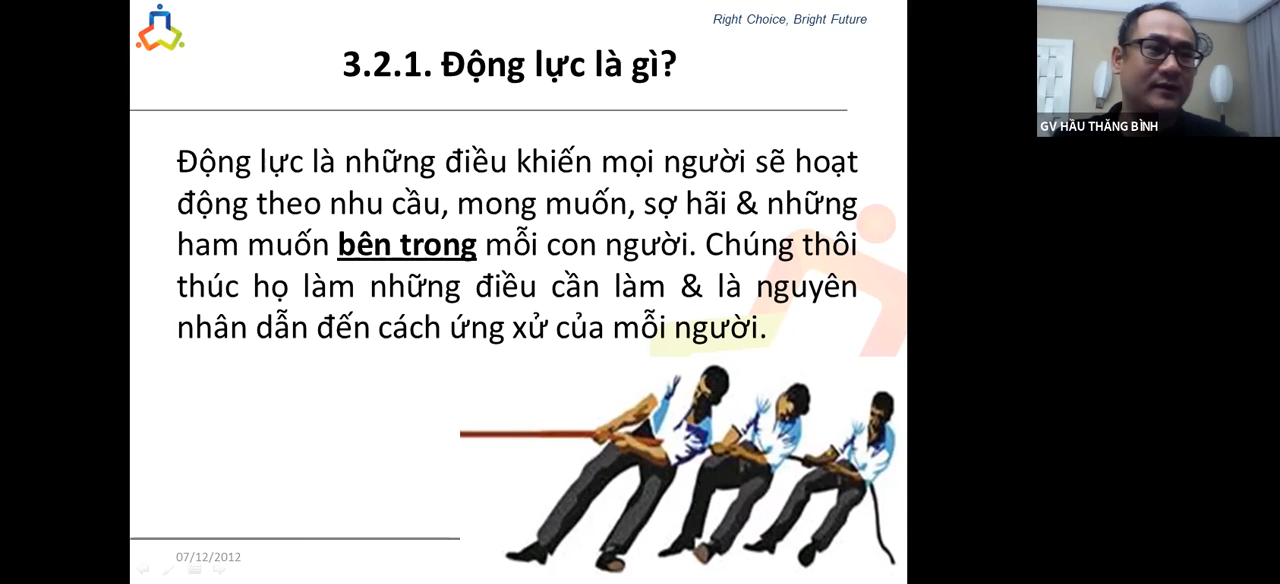 Right Choice, Bright Future
3.2.1. Động lực là gì?
Động lực là những điều khiến mọi người sẽ hoạt
động theo nhu cầu, mong muốn, sợ hãi & những
ham muốn bên trong mỗi con người. Chúng thôi
thúc họ làm những điều cần làm & là nguyên
nhân dẫn đến cách ứng xử của mỗi người.
07/12/2012
GV HẦU THĂNG BÌNH